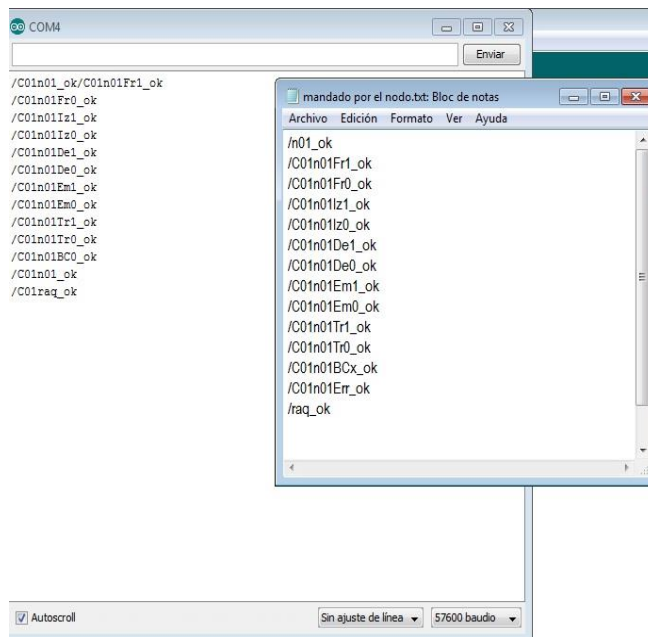 COM4
Enviar
/C01n01_ok/C01n01Fr1_ok
/C01n01Fr0_ok
/C01n01Iz1_ok
/C01n01Iz0_ok
/C01n01De1_ok
/C01n01De0_ok
/C01n01Em1_ok
/C01n01Em0_ok
/C01n01Tr1_ok
/C01n01Tr0_ok
/C01n01BC0_ok
/C01n01_ok
/C01raq_ok
mandado por el nodo.txt: Bloc de notas
Archivo Edición Formato Ver Ayuda
/n01_ok
/C01n01Fr1_ok
/C01n01Fr0_ok
/C01n01Iz1_ok
/C01n01Iz0_ok
/C01n01De1_ok
/C01n01De0_ok
/C01n01Em1_ok
/C01n01Em0_ok
/C01n01Tr1_ok
/C01n01Tr0_ok
/C01n01BCx_ok
/C01n01Err_ok
/raq_ok
Autoscroll
Sin ajuste de línea
57600 baudio